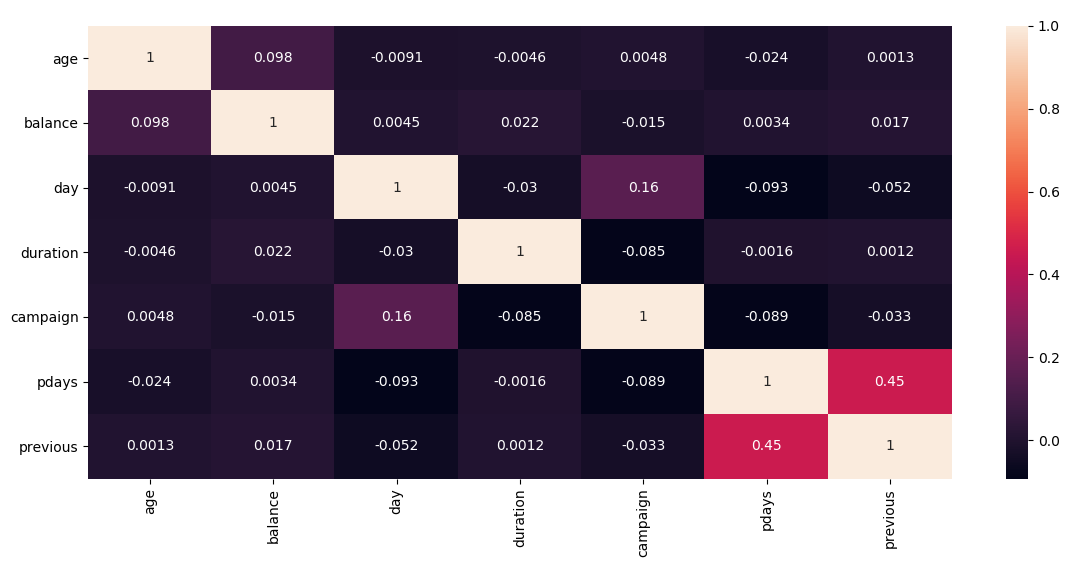 1.0
age 1 0.098 -0.0091 -0.0046 0.0048 -0.024 0.0013
0.8
balance 0.098 1 0.0045 0.022 -0.015 0.0034 0.017
day -0.0091 0.0045 1 -0.03 0.16 -0.093 -0.052
0.6
duration -0.0046 0.022 -0.03 1 -0.085 -0.0016 0.0012
0.4
campaign 0.0048 -0.015 0.16 -0.085 1 -0.089 -0.033
0.2
pdays -0.024 0.0034 -0.093 -0.0016 -0.089 1 0.45
previous 0.0013 0.017 -0.052 0.0012 -0.033 0.45 1
0.0
age balance day duration campaign pdays previous